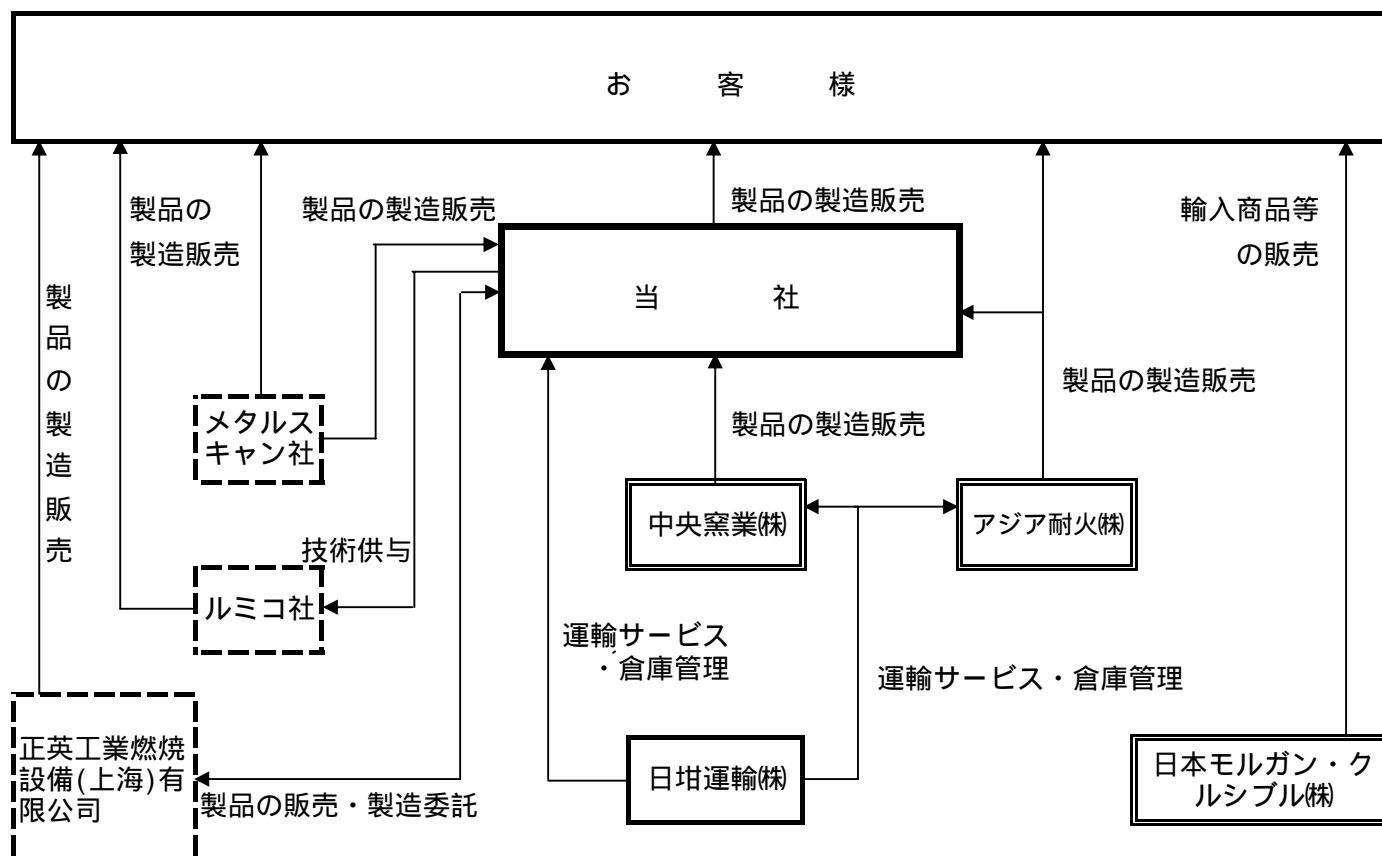 お客様
製品の
製造販売
製品の製造販売
製品の製造販売
輸入商品等
の販売
当社
製品の製造販売
製品の製造販売
メタルス
キャン社
製品の製造販売
中央窯業㈱
アジア耐火㈱
技術供与
ルミコ社
運輸サービス
・倉庫管理
運輸サービス・倉庫管理
正英工業燃焼
設備(上海)有
限公司
製品の販売・製造委託
日坩運輸㈱
日本モルガン・ク
ルシブル㈱